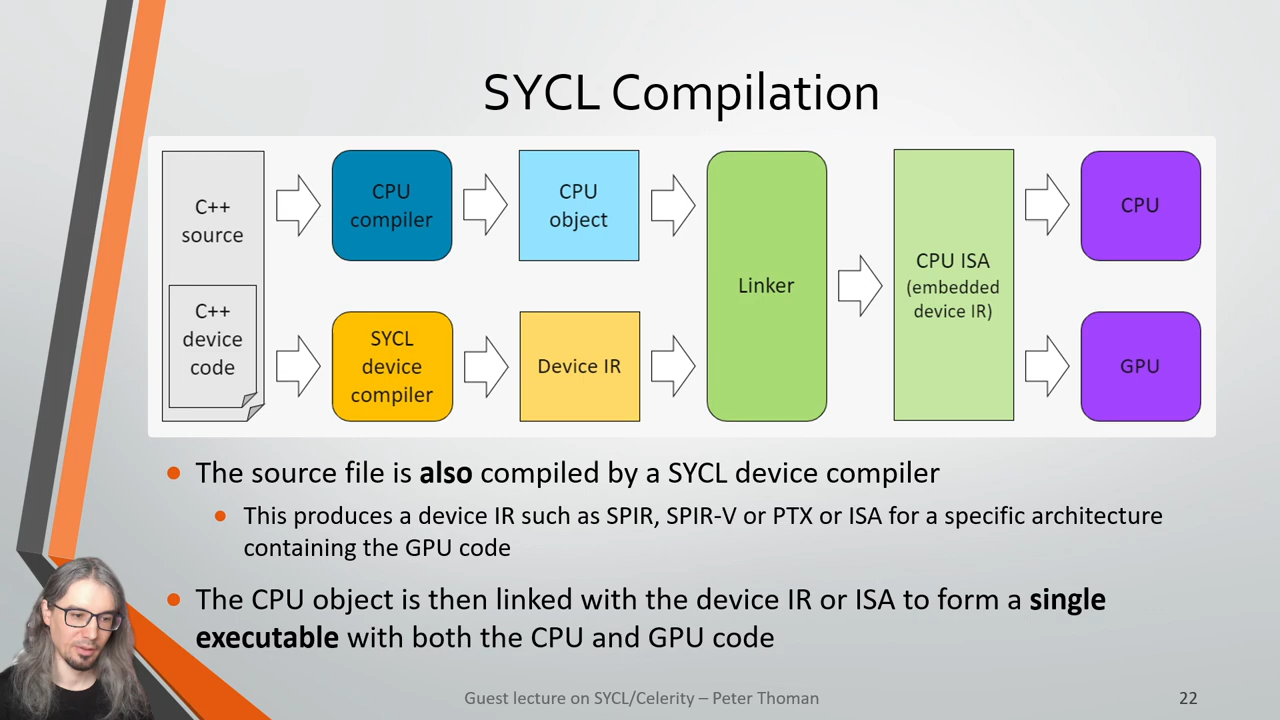 SYCL Compilation
C++
source
C++
device
code
CPU
compiler
SYCL
device
compiler
CPU
object
Device IR
Linker
CPU ISA
(embedded
device IR)
CPU
GPU
The source file is also compiled by a SYCL device compiler
This produces a device IR such as SPIR, SPIR-V or PTX or ISA for a specific architecture
containing the GPU code
The CPU object is then linked with the device IR or ISA to form a single
executable with both the CPU and GPU code
Guest lecture on SYCL/Celerity – Peter Thoman
22